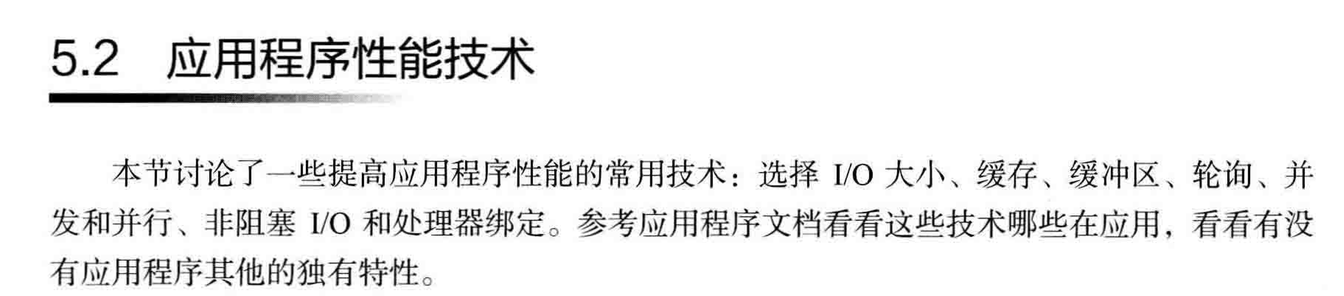 5.2 应用程序性能技术
本节讨论了一些提高应用程序性能的常用技术：选择 I/O 大小、缓存、缓冲区、轮询、并
发和并行、非阻塞 I/O 和处理器绑定。参考应用程序文档看看这些技术哪些在应用，看看有没
有应用程序其他的独有特性。